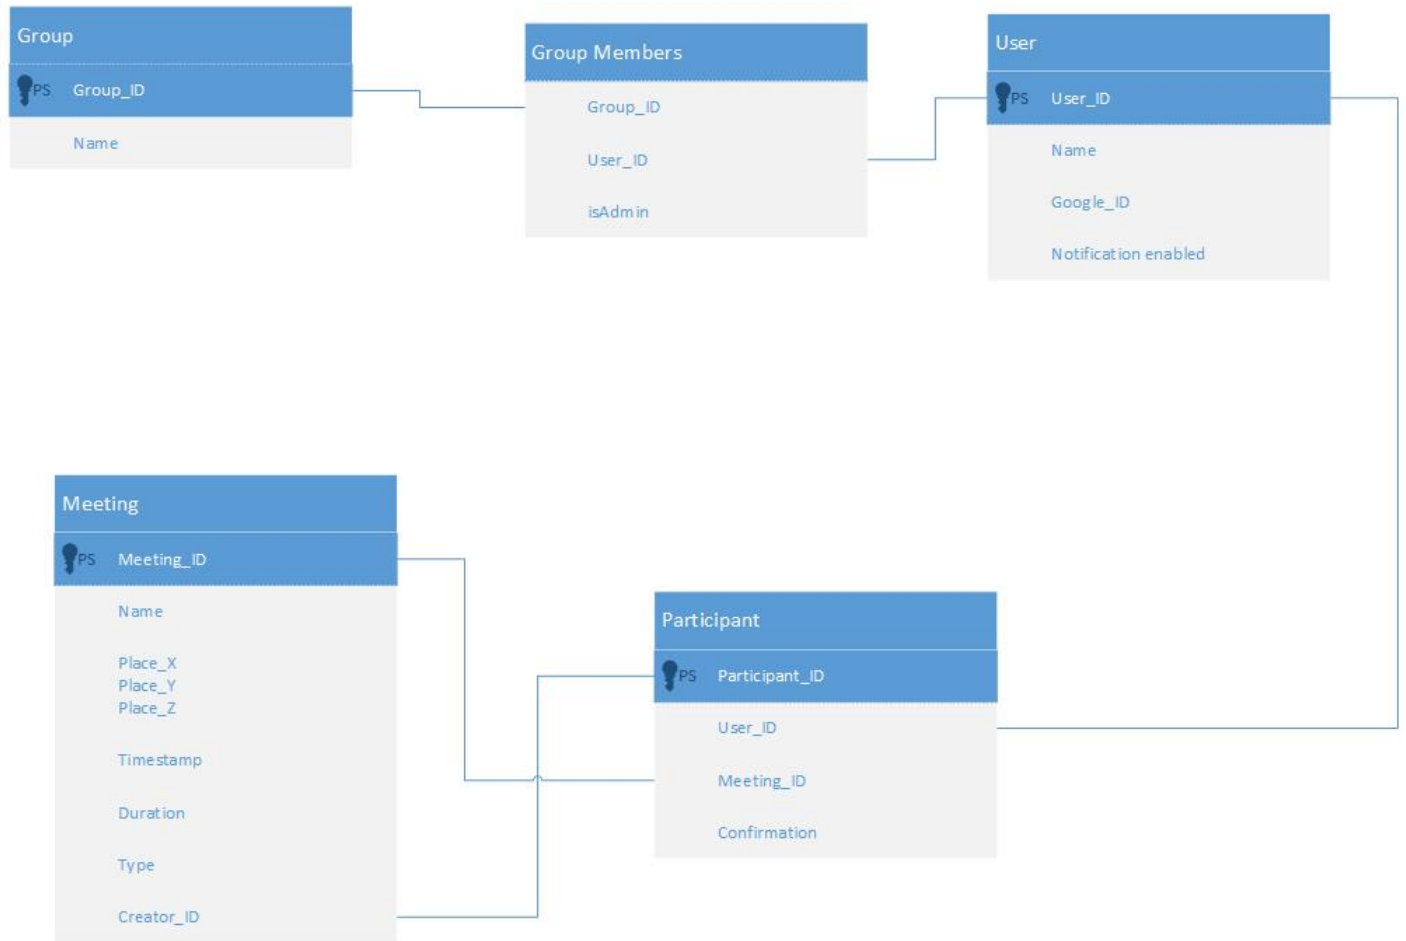 Group
PS Group_ID
Name
Group Members
Group_ID
User_ID
isAdmin
User
PS User_ID
Name
Google_ID
Notification enabled
Meeting
PS Meeting_ID
Name
Place_X
Place_Y
Place_Z
Timestamp
Duration
Type
Creator_ID
Participant
PS Participant_ID
User_ID
Meeting_ID
Confirmation